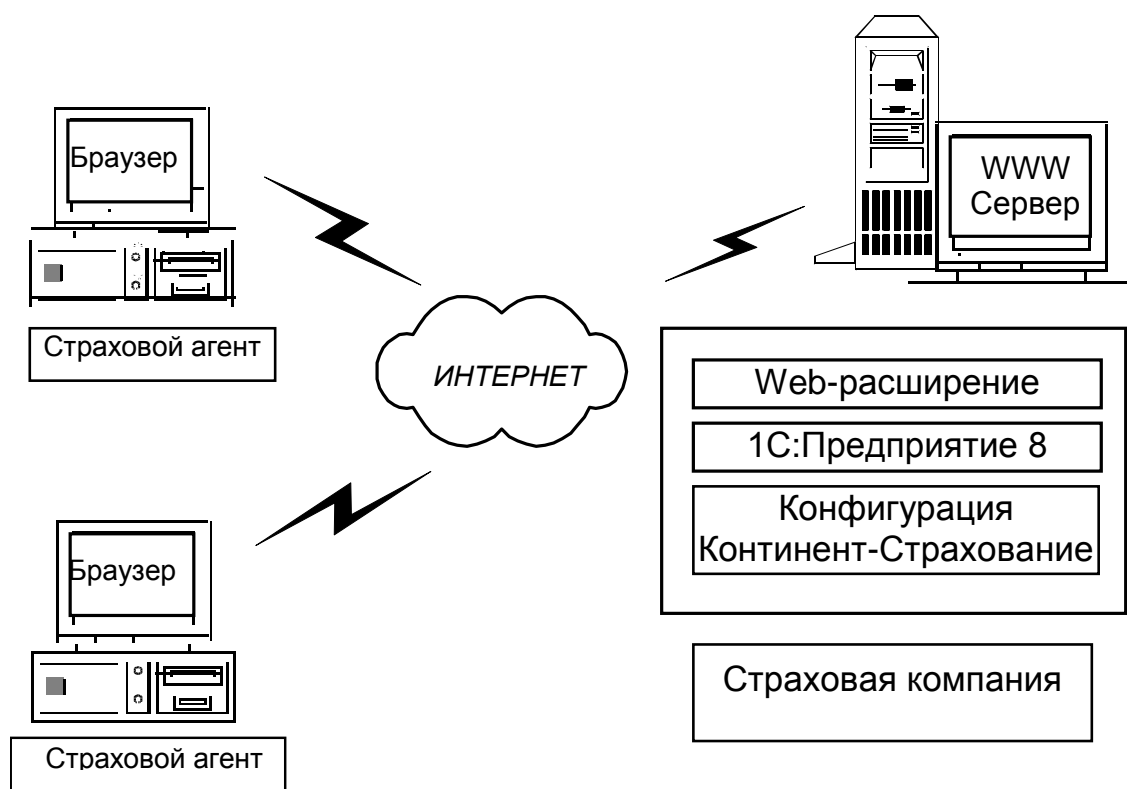 Браузер
Страховой агент
WWW
Сервер
ИНТЕРНЕТ
Web-расширение
1С:Предприятие 8
Конфигурация
Континент-Страхование
Браузер
Страховой агент
Страховая компания